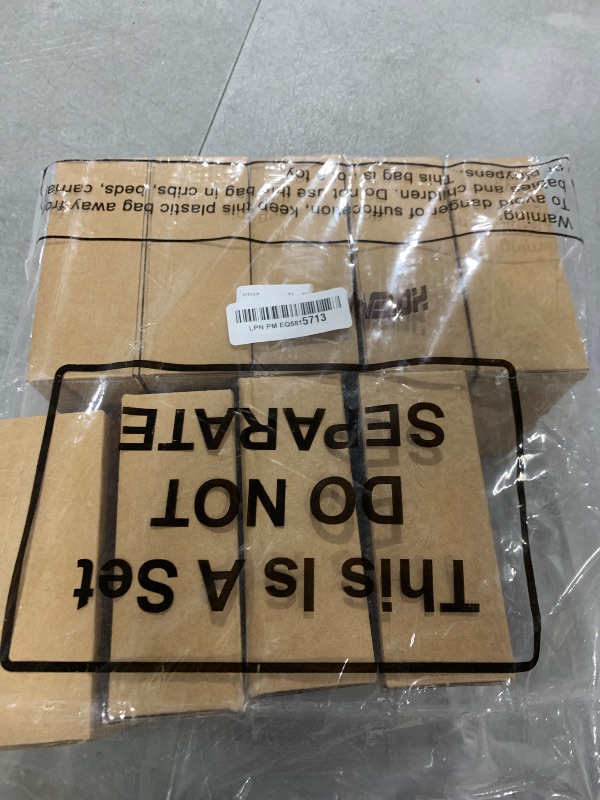 This Is A Set
DO NOT
SEPARATE
LPN PM EQ5815713
Warning:
To avoid danger of suffocation, keep this plastic bag away fro
babies and children. Do not use this bag in cribs, beds, carria
or playpens. This bag is not a toy